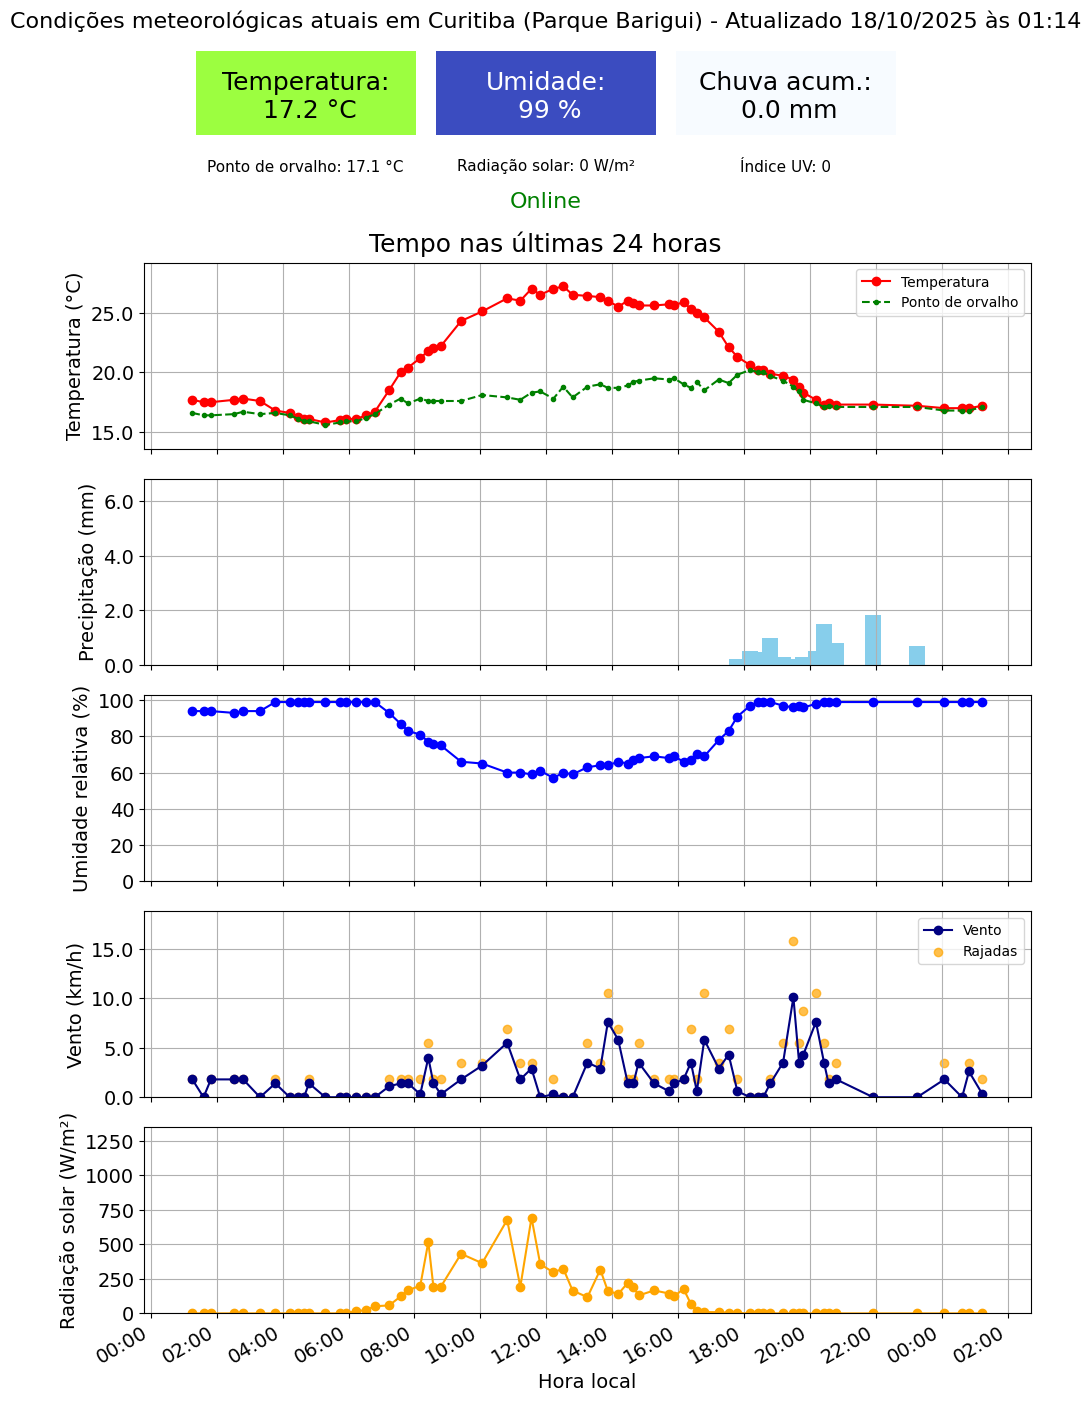 Condições meteorológicas atuais em Curitiba (Parque Barigui) - Atualizado 18/10/2025 às 01:14
Temperatura:
17.2 °C
Umidade:
99 %
Chuva acum.:
0.0 mm
Ponto de orvalho: 17.1 °C
Radiação solar: 0 W/m²
Índice UV: 0
Online
Tempo nas últimas 24 horas
Temperatura (°C)
25.0
20.0
15.0
Temperatura
Ponto de orvalho
Precipitação (mm)
6.0
4.0
2.0
0.0
Umidade relativa (%)
100
80
60
40
20
0
Vento (km/h)
15.0
10.0
5.0
0.0
Vento
Rajadas
Radiação solar (W/m²)
1250
1000
750
500
250
0
00:00
02:00
04:00
06:00
08:00
10:00
12:00
14:00
16:00
18:00
20:00
22:00
00:00
02:00
Hora local